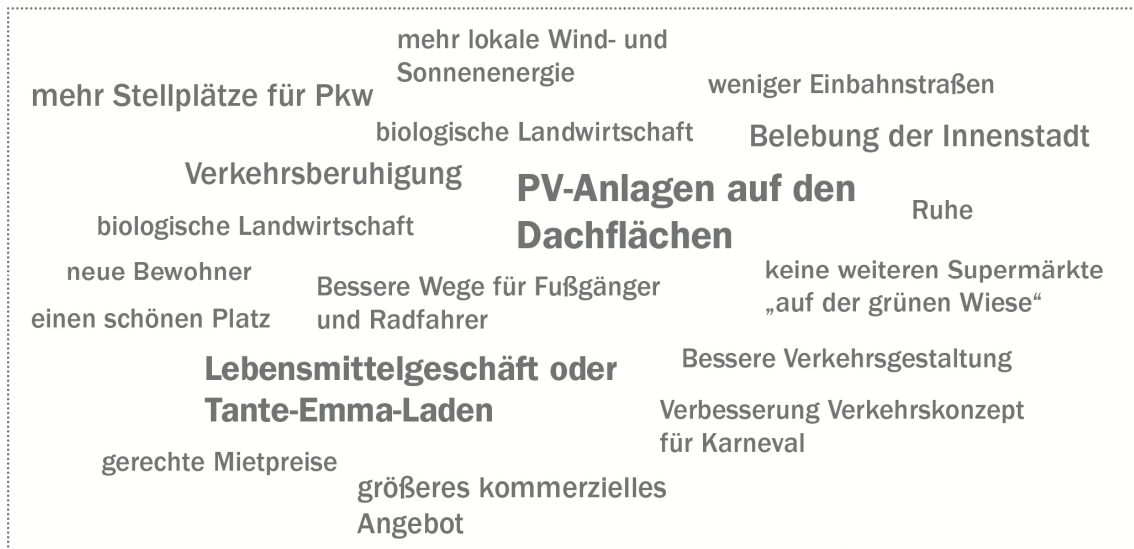 mehr lokale Wind- und
Sonnenenergie
weniger Einbahnstraßen
mehr Stellplätze für Pkw
biologische Landwirtschaft
Belebung der Innenstadt
Verkehrsberuhigung
PV-Anlagen auf den
Dachflächen
Ruhe
biologische Landwirtschaft
neue Bewohner
Bessere Wege für Fußgänger
und Radfahrer
keine weiteren Supermärkte
„auf der grünen Wiese“
einen schönen Platz
Lebensmittelgeschäft oder
Tante-Emma-Laden
Bessere Verkehrsgestaltung
Verbesserung Verkehrskonzept
für Karneval
gerechte Mietpreise
größeres kommerzielles
Angebot